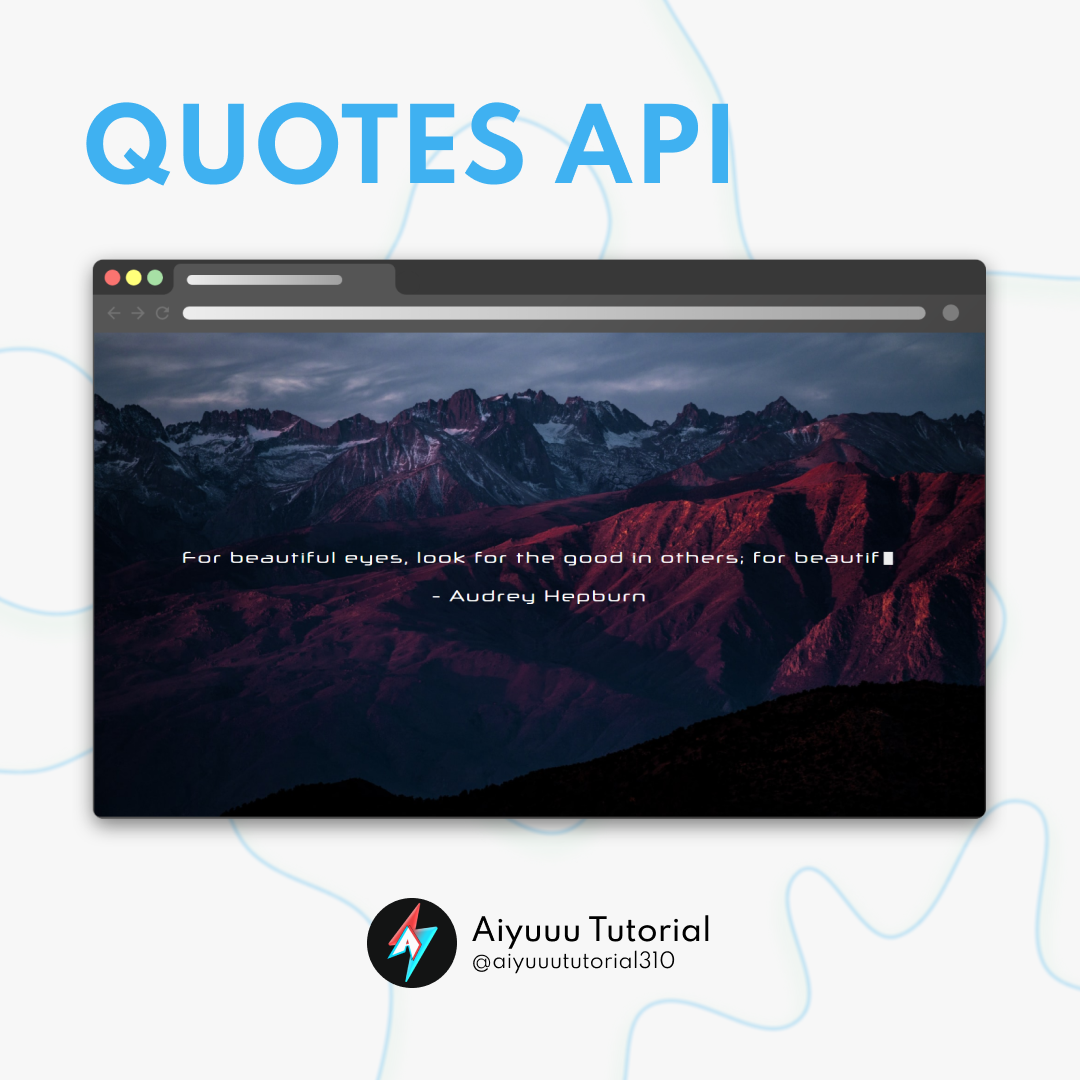 QUOTES API
For beautiful eyes, look for the good in others; for beautif
- Audrey Hepburn
Aiyuuu Tutorial
@aiyuuututorial310